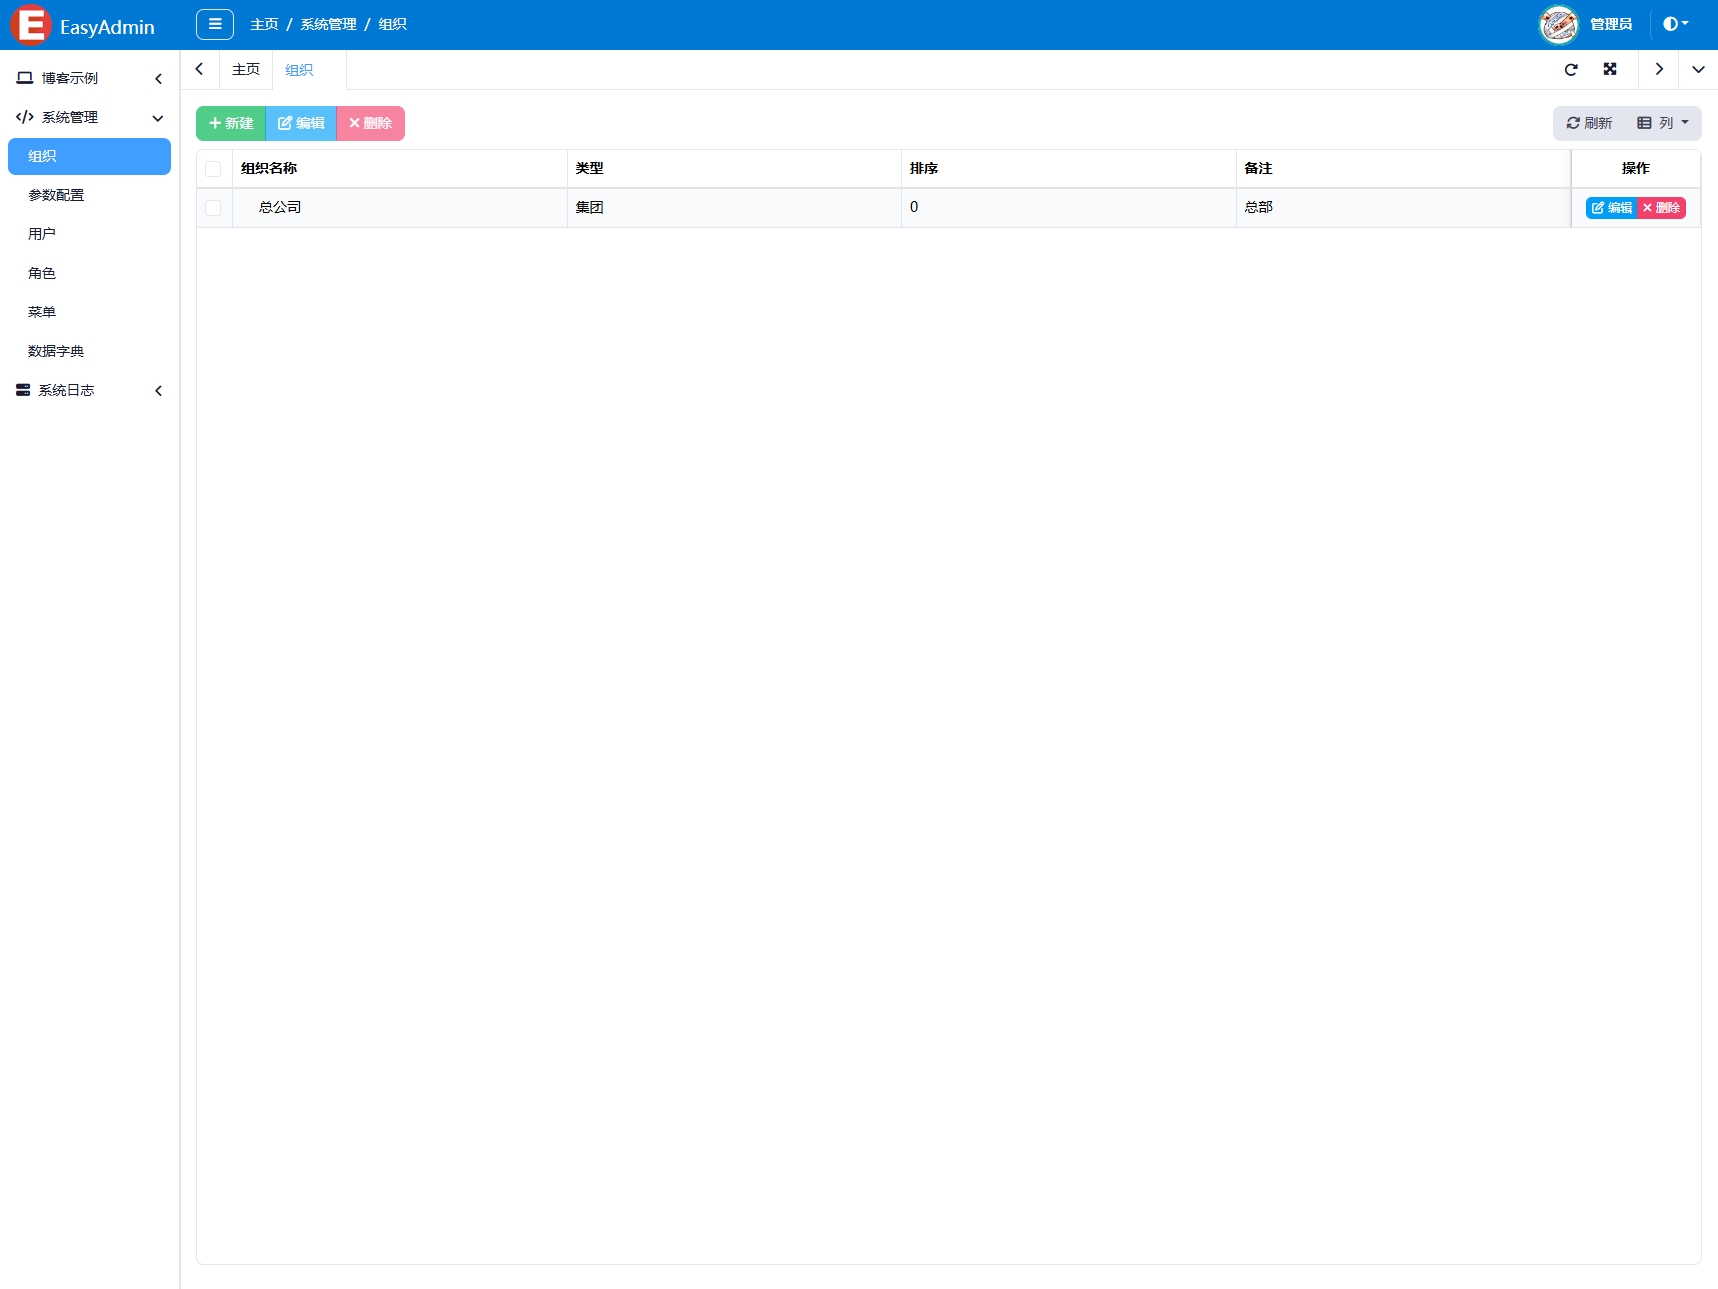 E EasyAdmin
主页 / 系统管理 / 组织
管理员
博客示例
系统管理
组织
参数配置
用户
角色
菜单
数据字典
系统日志
主页 组织
新建 编辑 删除
刷新 列
组织名称 类型 排序 备注 操作
总公司 集团 0 总部 编辑 删除